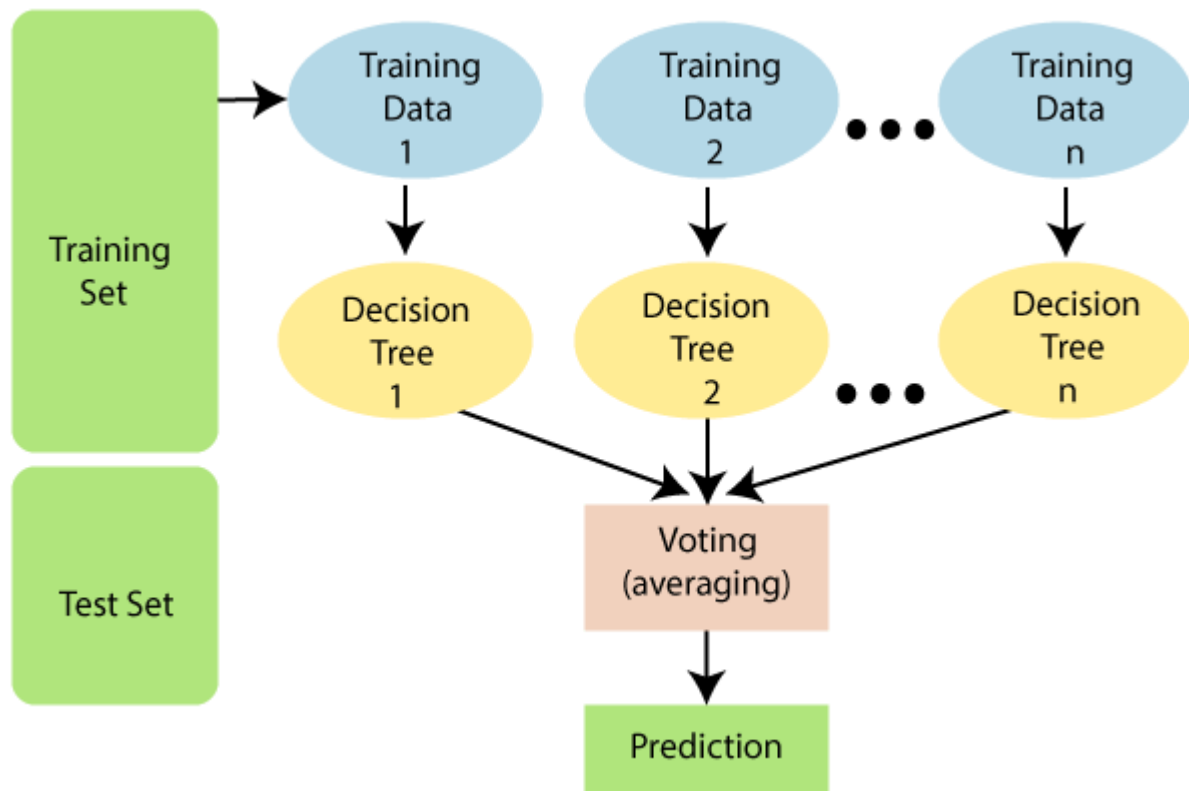 Training
Set
Test Set
Training
Data
1
Training
Data
2
Training
Data
n
Decision
Tree
1
Decision
Tree
2
Decision
Tree
n
Voting
(averaging)
Prediction